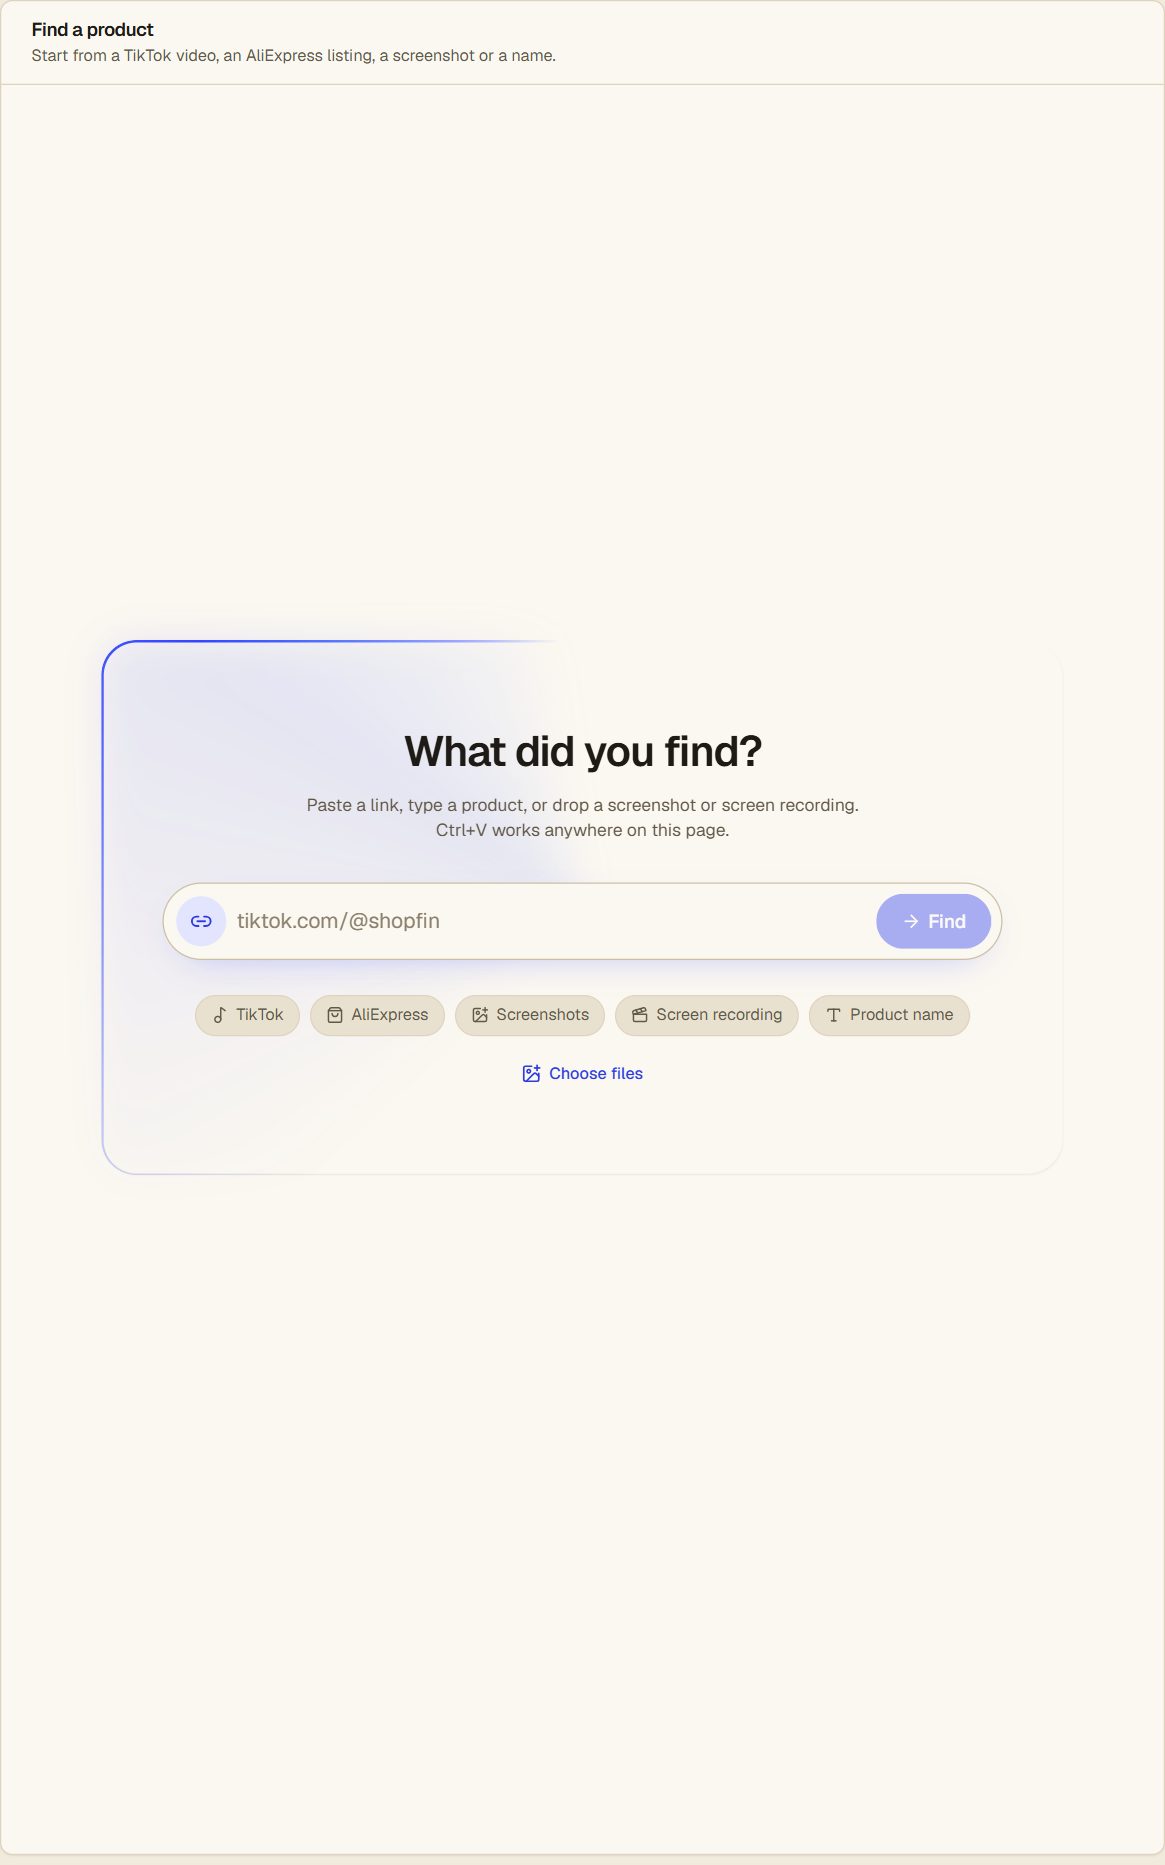 Find a product
Start from a TikTok video, an AliExpress listing, a screenshot or a name.
What did you find?
Paste a link, type a product, or drop a screenshot or screen recording.
Ctrl+V works anywhere on this page.
tiktok.com/@shopfin
Find
TikTok
AliExpress
Screenshots
Screen recording
Product name
Choose files